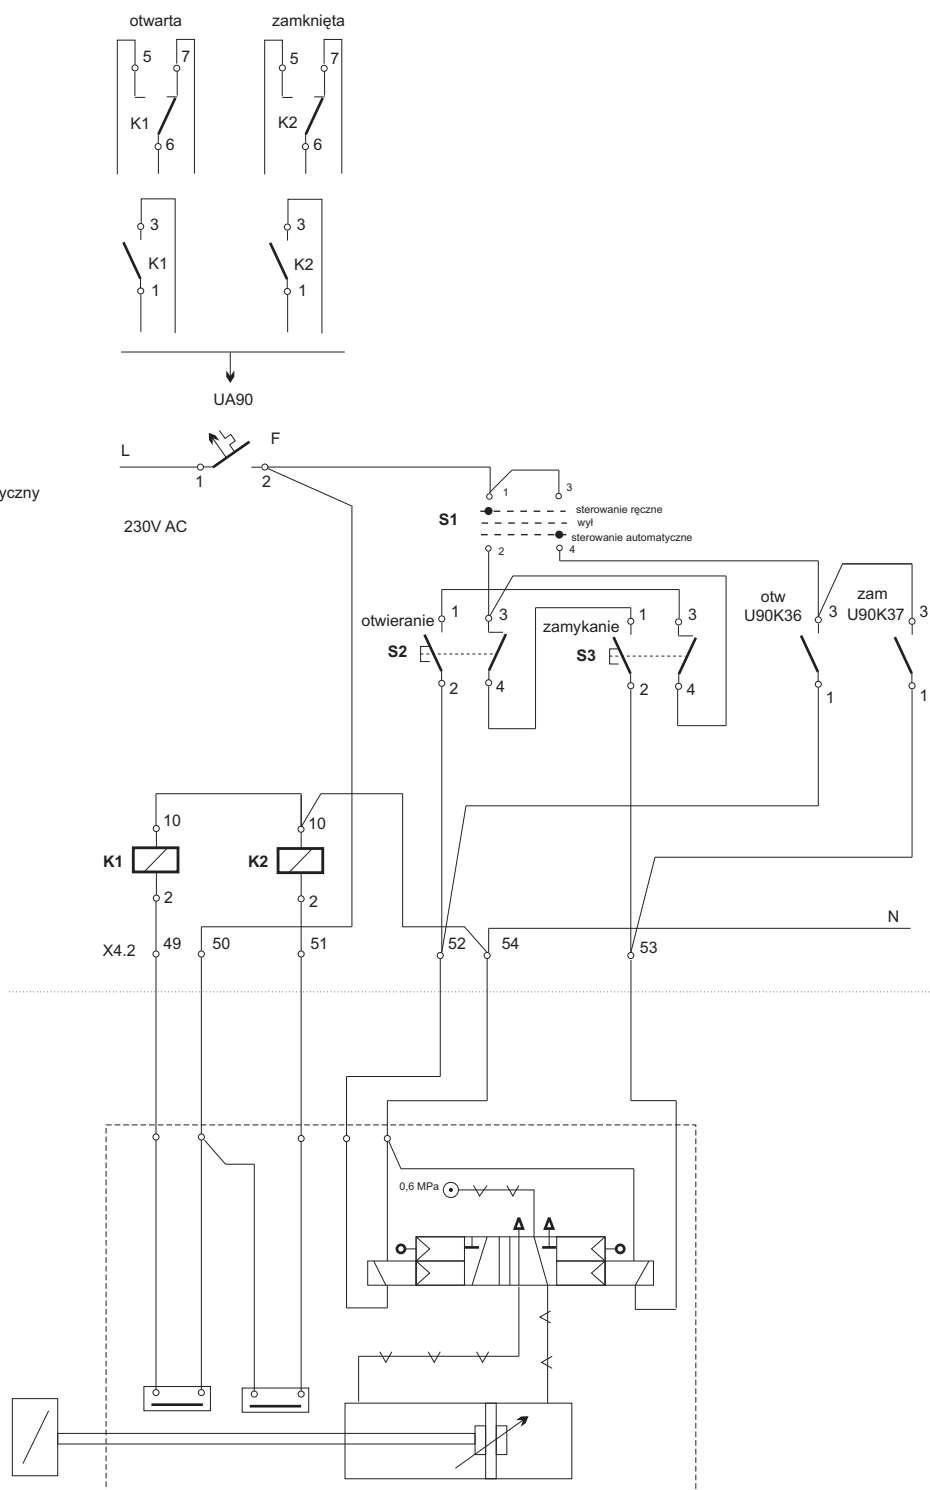 otwarta zamknięta
5 7 5 7
K1 K2
6 6
3 3
K1 K2
1 1
UA90
L F
1 2
yczny
230V AC
1 3
S1 sterowanie ręczne
wył
sterowanie automatyczne
2 4
otw zam
U90K36 3 U90K37 3
otwieranie 1 3 zamykanie 1 3
S2 S3
2 4 2 4
1 1
10 10
K1 K2
2 2
N
X4.2 49 50 51 52 54 53
0,6 MPa